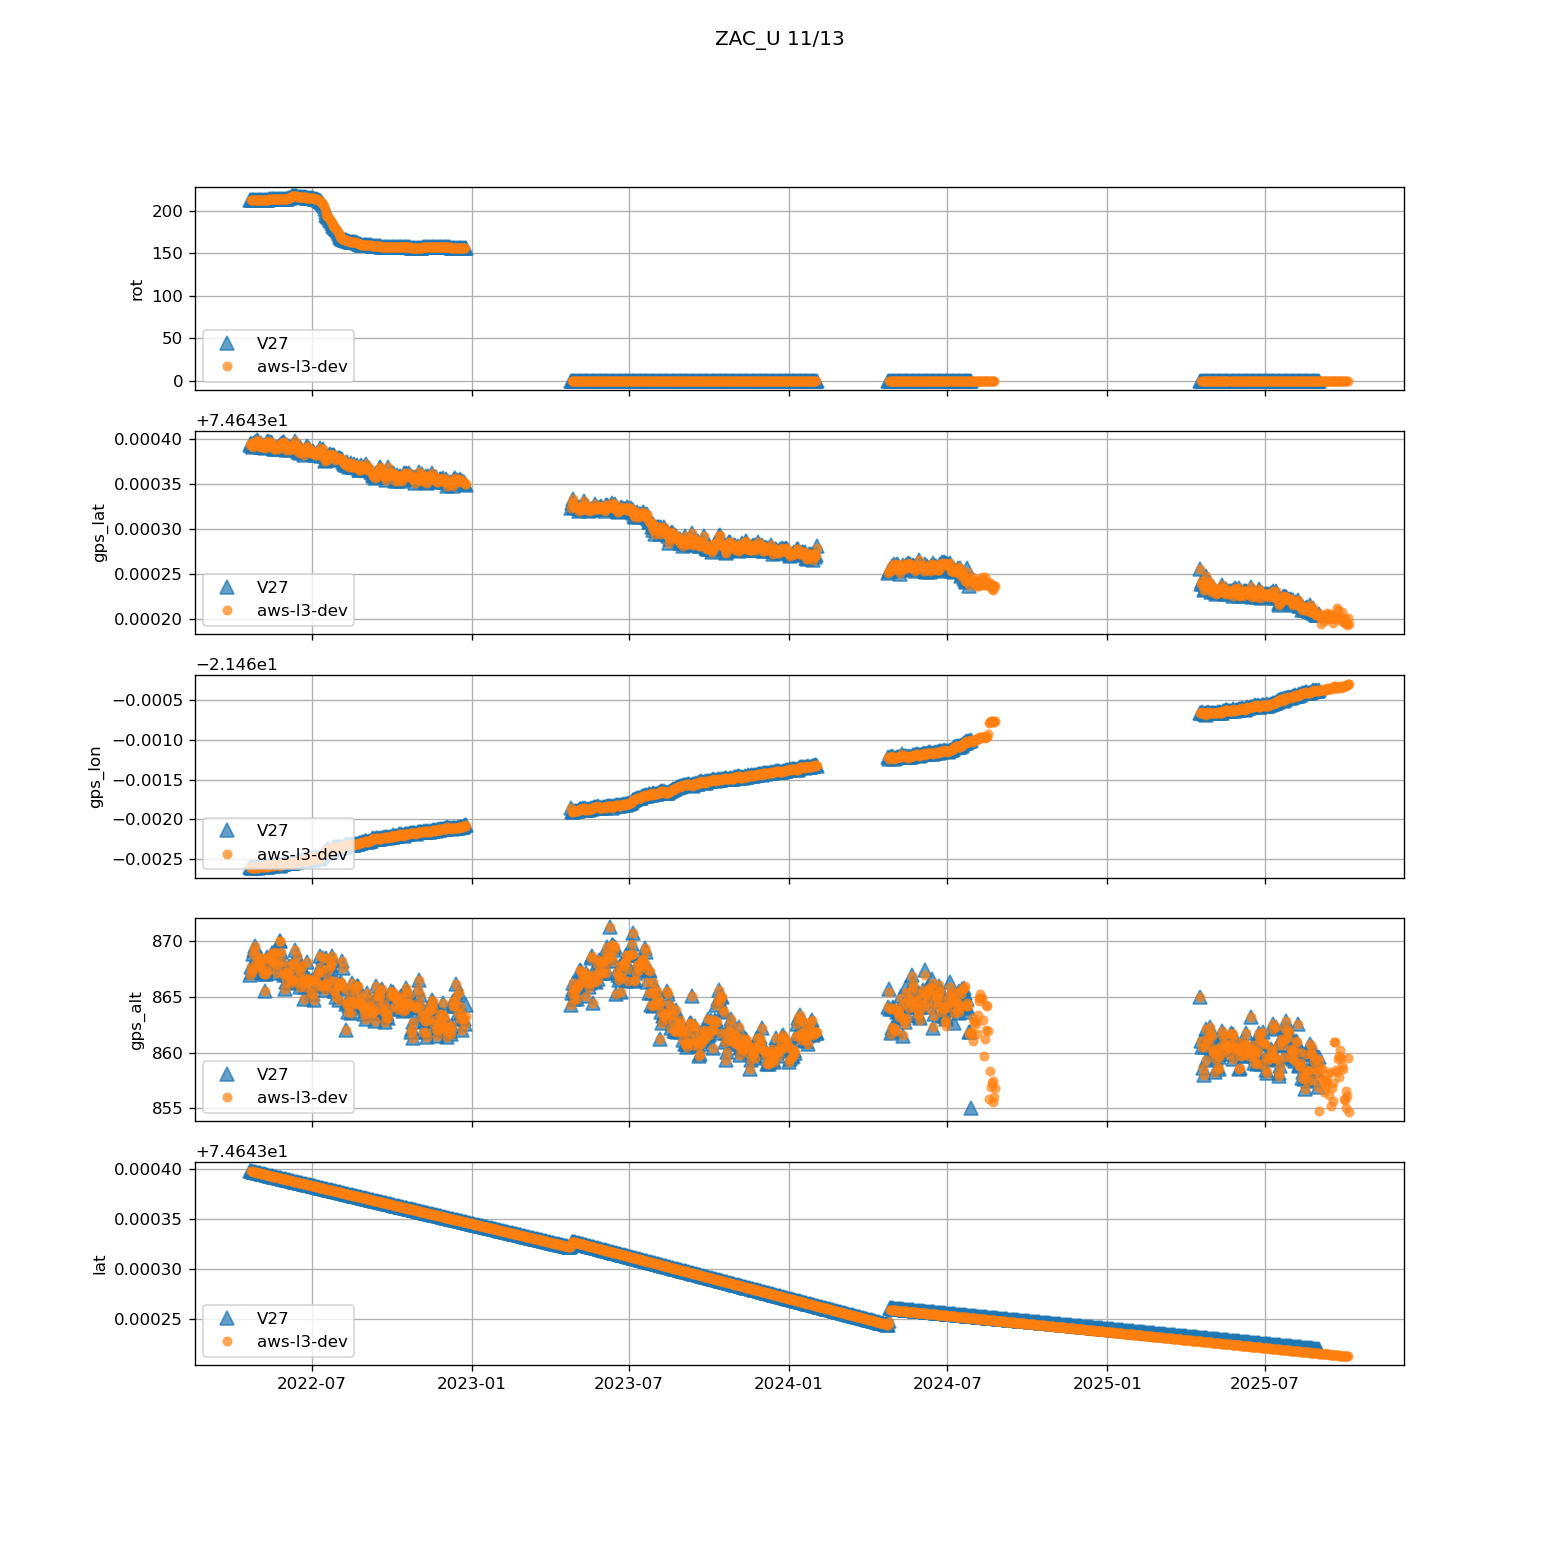 ZAC_U 11/13
200
150
100
50
0
rot
V27
aws-l3-dev
+7.4643e1
0.00040
0.00035
0.00030
0.00025
0.00020
gps_lat
V27
aws-l3-dev
−2.146e1
−0.0005
−0.0010
−0.0015
−0.0020
−0.0025
gps_lon
V27
aws-l3-dev
870
865
860
855
gps_alt
V27
aws-l3-dev
+7.4643e1
0.00040
0.00035
0.00030
0.00025
lat
V27
aws-l3-dev
2022-07 2023-01 2023-07 2024-01 2024-07 2025-01 2025-07